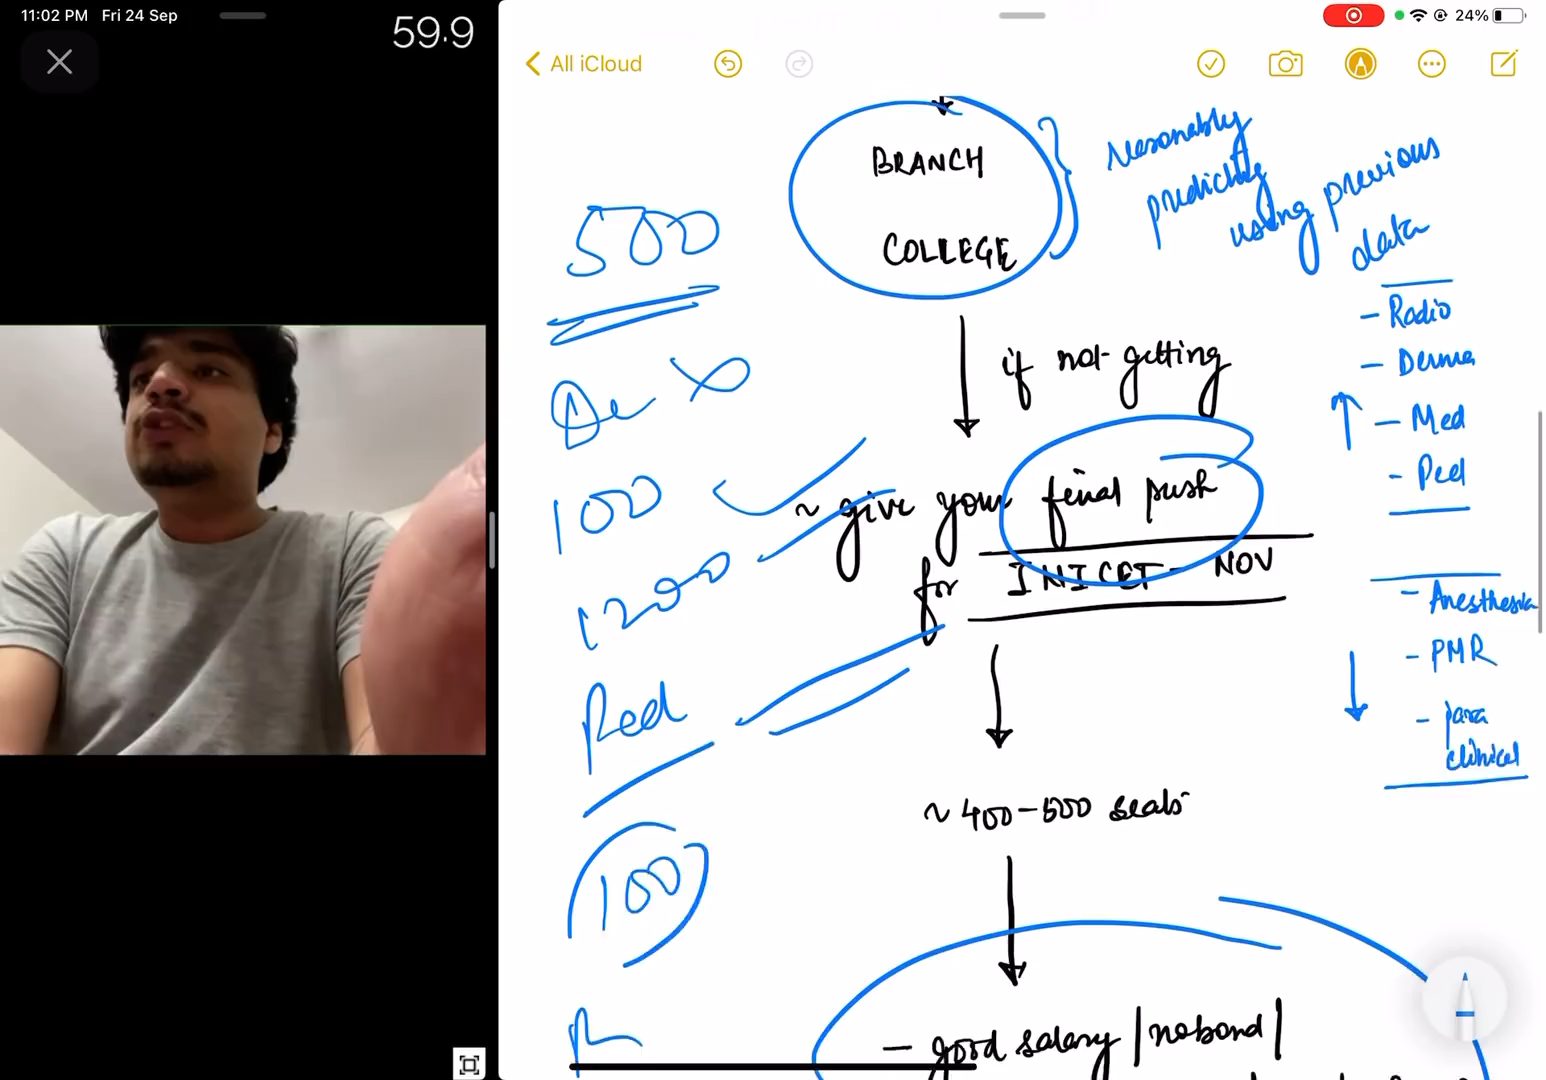 11:02 PM Fri 24 Sep
59.9
24%
All iCloud
BRANCH
COLLEGE
resonably
predictly
using previous
data
500
De
100
1200
Ped
100
if not getting
~ give your final push
for INICET - NOV
~ 400-500 seats
- good salary | no bond |
- Radio
- Derma
- Med
- Ped
- Anesthesia
- PMR
- para
clinical